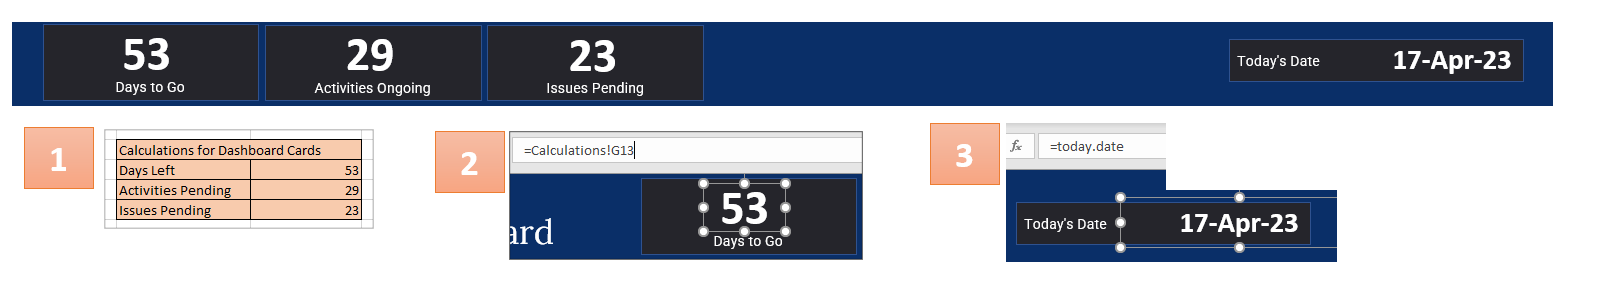 53
Days to Go
29
Activities Ongoing
23
Issues Pending
Today's Date 17-Apr-23
1
Calculations for Dashboard Cards
Days Left 53
Activities Pending 29
Issues Pending 23
2
=Calculations!G13
ard
53
Days to Go
3
fx =today.date
Today's Date 17-Apr-23